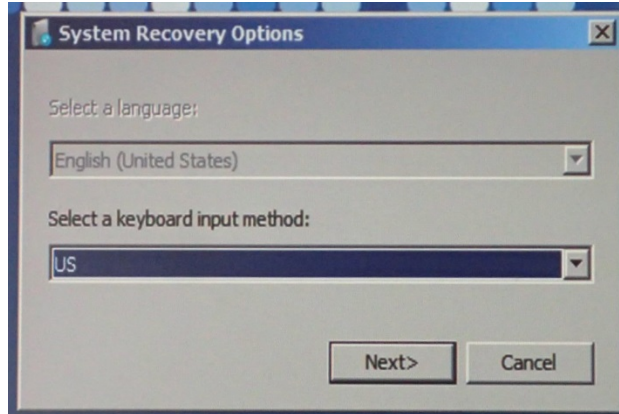 System Recovery Options
Select a language:
English (United States)
Select a keyboard input method:
US
Next>
Cancel